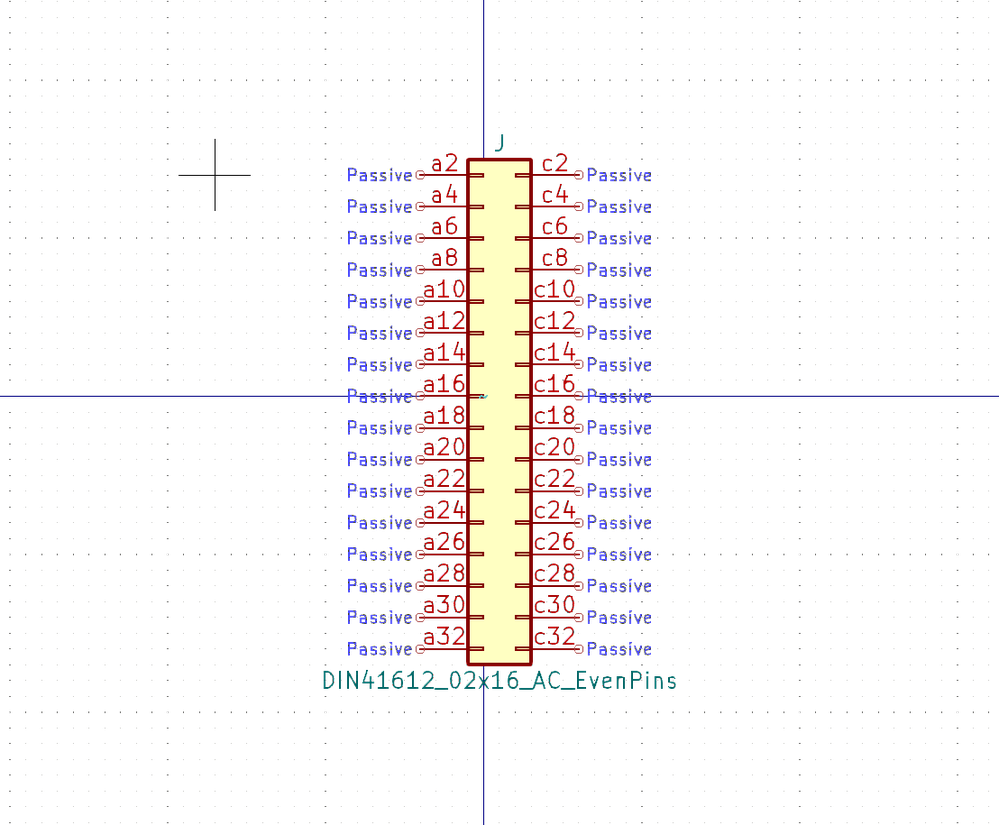 J
Passive a2 c2 Passive
Passive a4 c4 Passive
Passive a6 c6 Passive
Passive a8 c8 Passive
Passive a10 c10 Passive
Passive a12 c12 Passive
Passive a14 c14 Passive
Passive a16 c16 Passive
Passive a18 c18 Passive
Passive a20 c20 Passive
Passive a22 c22 Passive
Passive a24 c24 Passive
Passive a26 c26 Passive
Passive a28 c28 Passive
Passive a30 c30 Passive
Passive a32 c32 Passive
DIN41612_02x16_AC_EvenPins